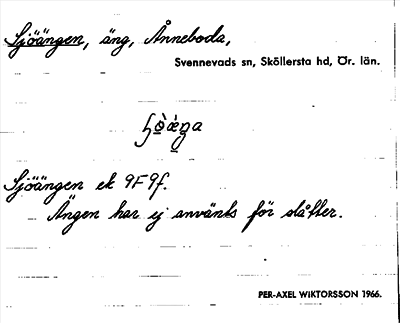 Sjöängen, äng, Ånneboda,
Svennevads sn, Sköllersta hd, Ör. län.
Sjöängen ek 9F9f.
Ängen har ej använts för slåtter.
PER-AXEL WIKTORSSON 1966.